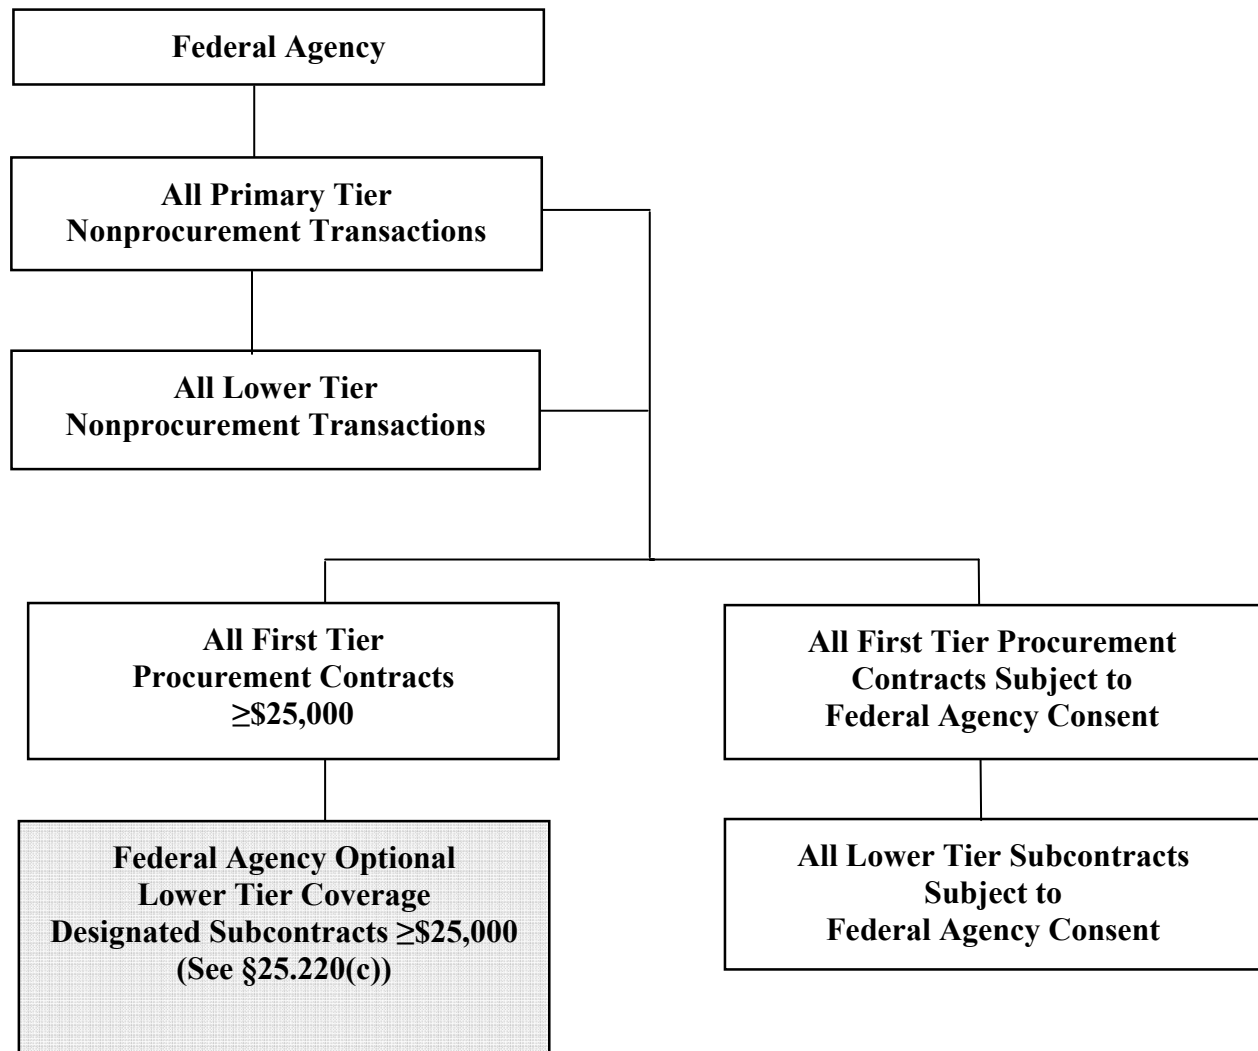 Federal Agency
All Primary Tier
Nonprocurement Transactions
All Lower Tier
Nonprocurement Transactions
All First Tier
Procurement Contracts
≥$25,000
All First Tier Procurement
Contracts Subject to
Federal Agency Consent
Federal Agency Optional
Lower Tier Coverage
Designated Subcontracts ≥$25,000
(See §25.220(c))
All Lower Tier Subcontracts
Subject to
Federal Agency Consent